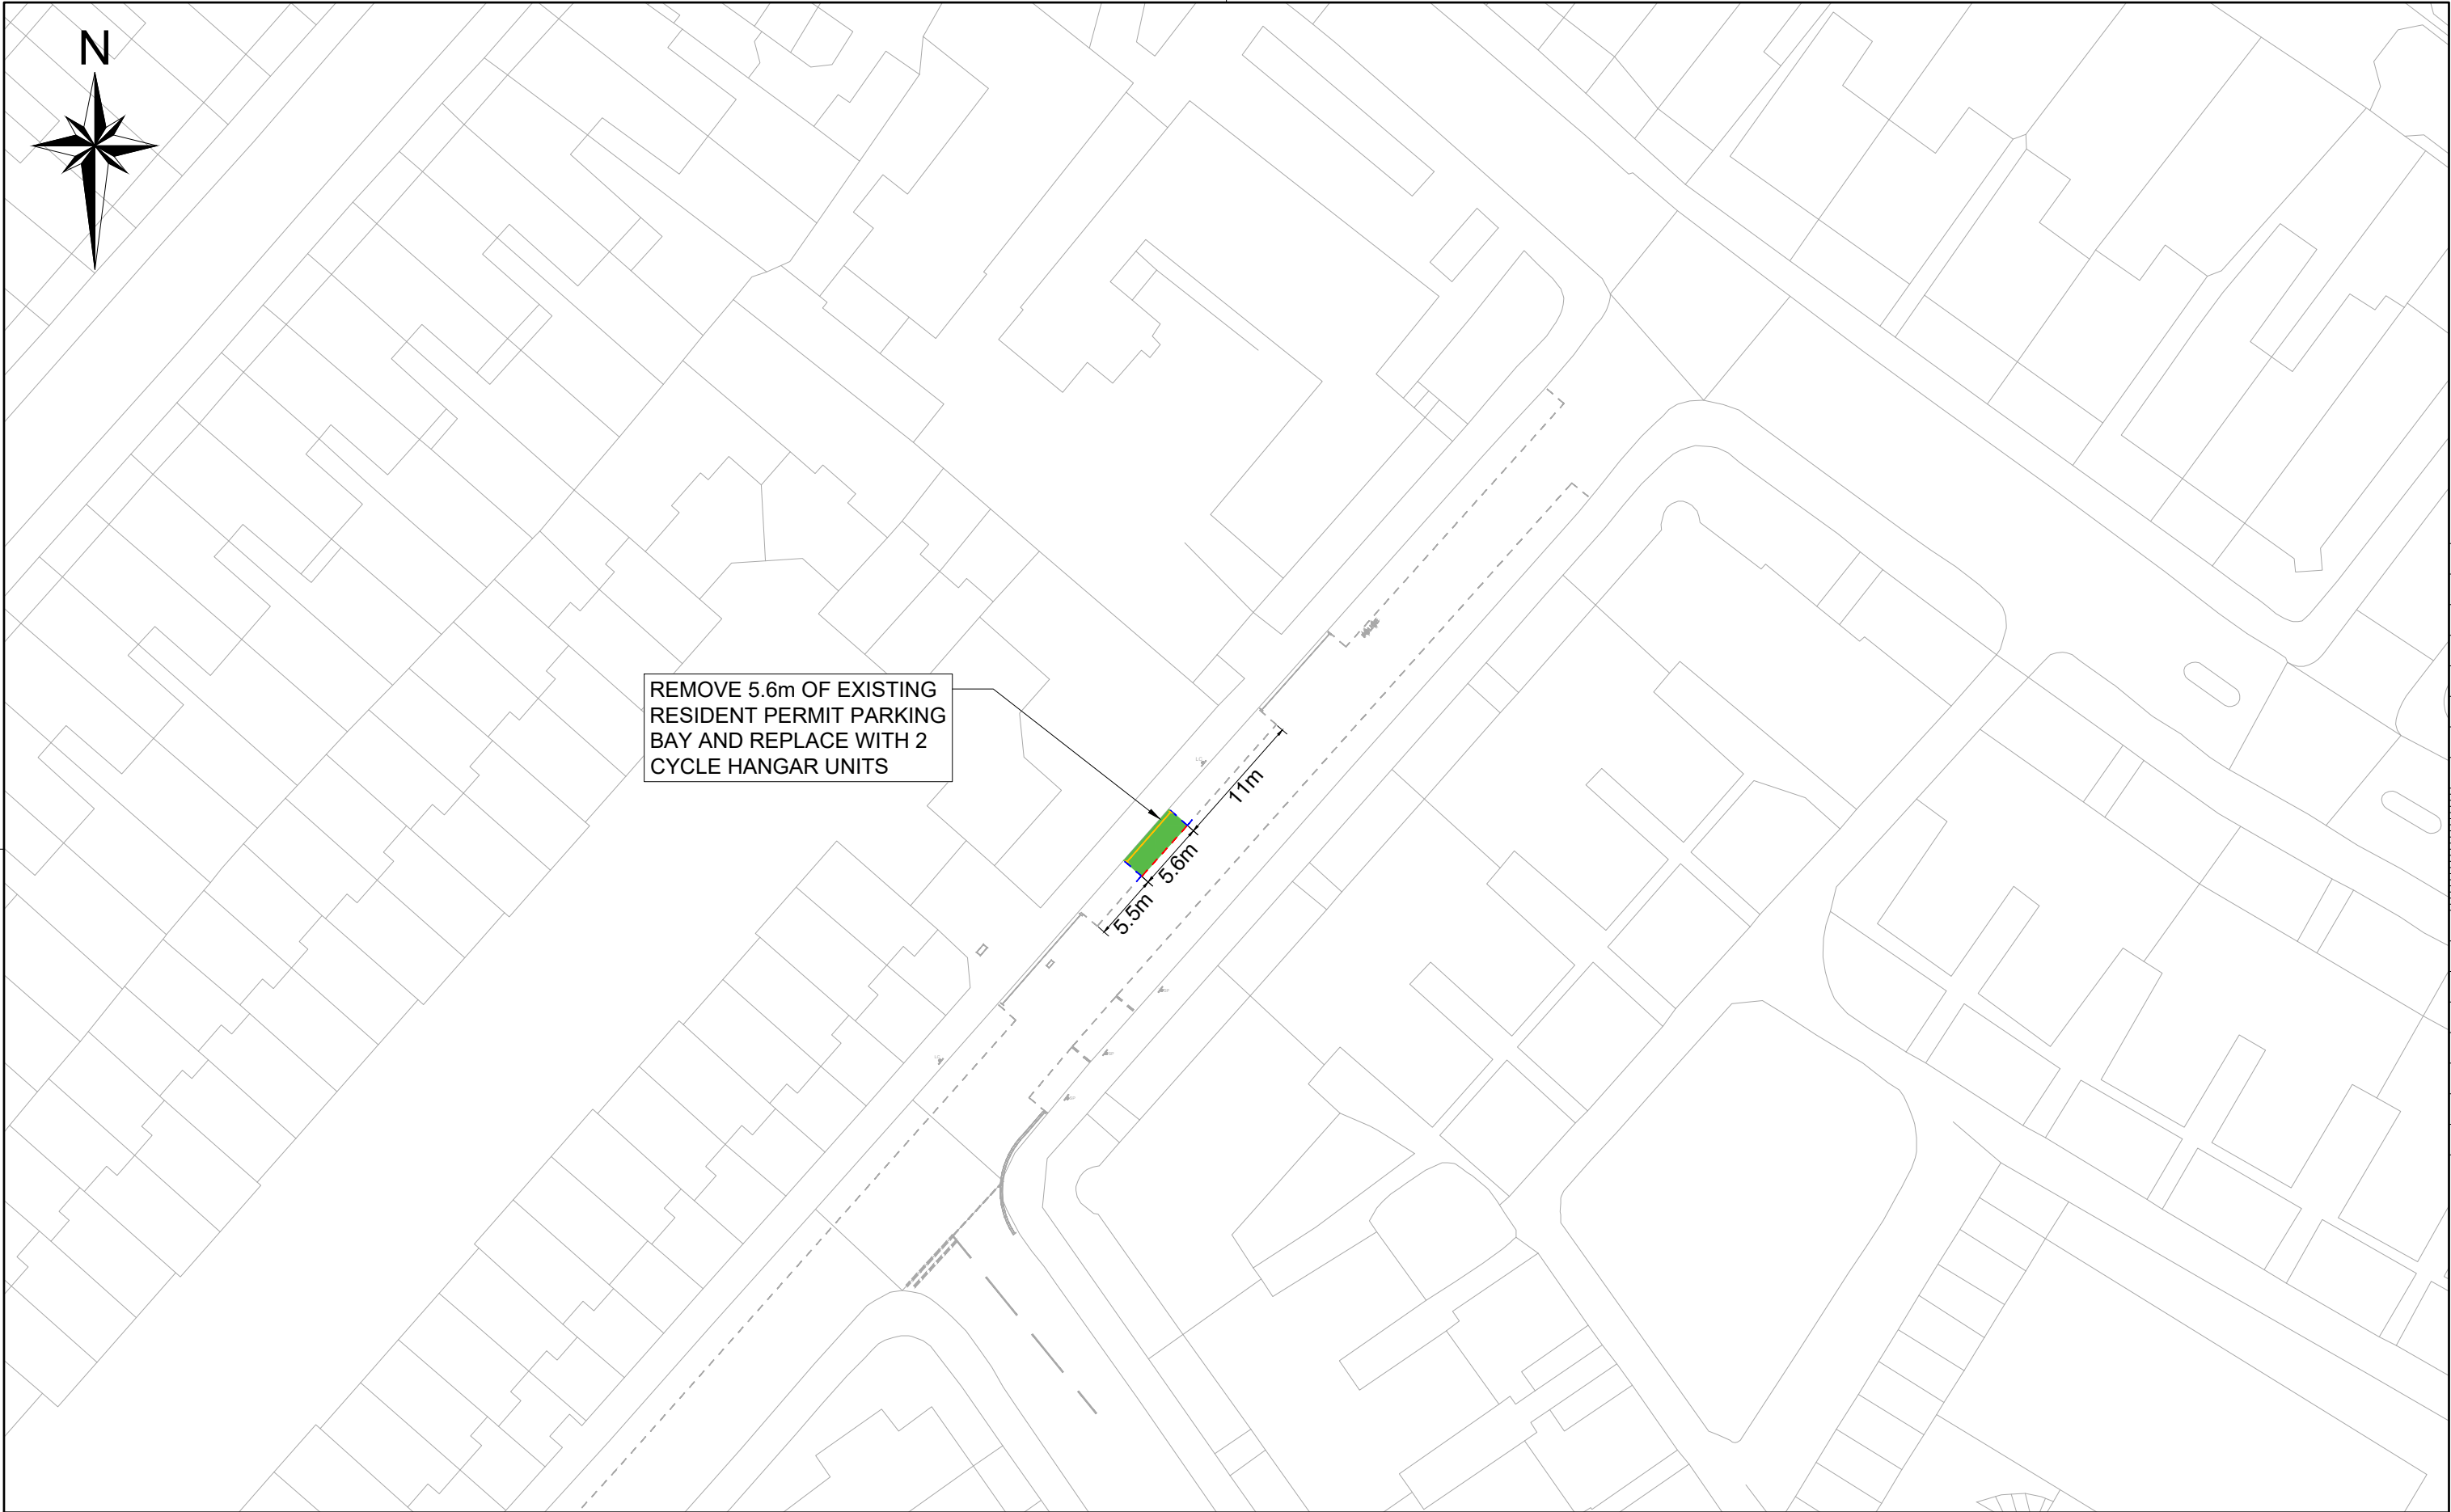 N
REMOVE 5.6m OF EXISTING
RESIDENT PERMIT PARKING
BAY AND REPLACE WITH 2
CYCLE HANGAR UNITS
11m
5.6m
5.5m